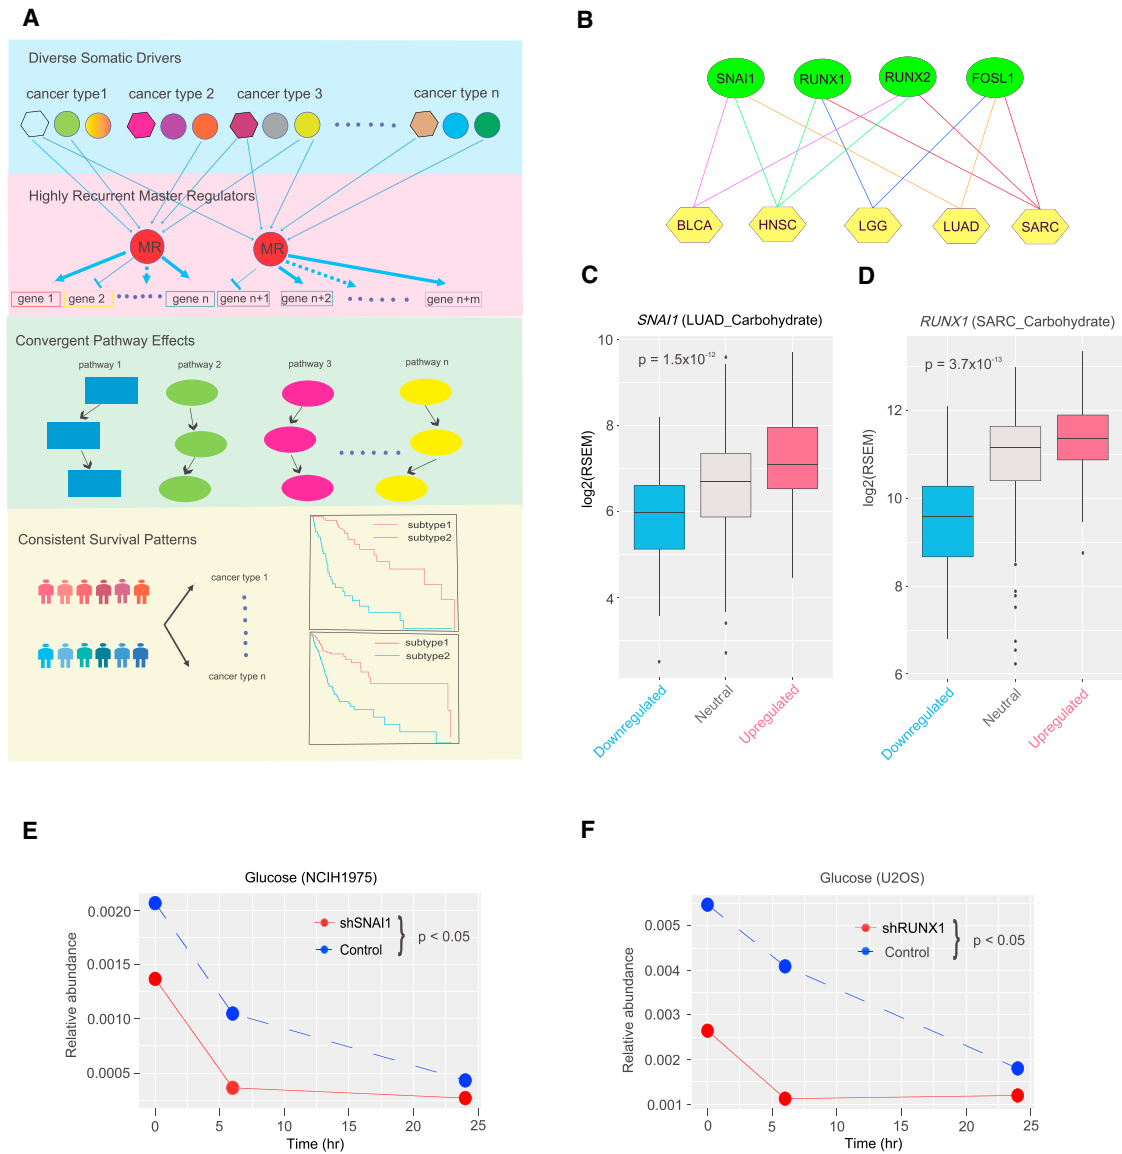 A
Diverse Somatic Drivers
cancer type1 cancer type 2 cancer type 3 cancer type n
Highly Recurrent Master Regulators
MR MR
gene 1 gene 2 gene n gene n+1 gene n+2 gene n+m
Convergent Pathway Effects
pathway 1 pathway 2 pathway 3 pathway n
Consistent Survival Patterns
cancer type 1
cancer type n
subtype1
subtype2
subtype1
subtype2
B
SNAI1 RUNX1 RUNX2 FOSL1
BLCA HNSC LGG LUAD SARC
C
SNAI1 (LUAD_Carbohydrate)
p = 1.5x10-12
log2(RSEM)
10
8
6
4
Downregulated
Neutral
Upregulated
D
RUNX1 (SARC_Carbohydrate)
p = 3.7x10-13
log2(RSEM)
12
10
8
6
Downregulated
Neutral
Upregulated
E
Glucose (NCIH1975)
Relative abundance
0.0020
0.0015
0.0010
0.0005
shSNAI1
Control
} p < 0.05
0 5 10 15 20 25
Time (hr)
F
Glucose (U2OS)
Relative abundance
0.005
0.004
0.003
0.002
0.001
shRUNX1
Control
} p < 0.05
0 5 10 15 20 25
Time (hr)